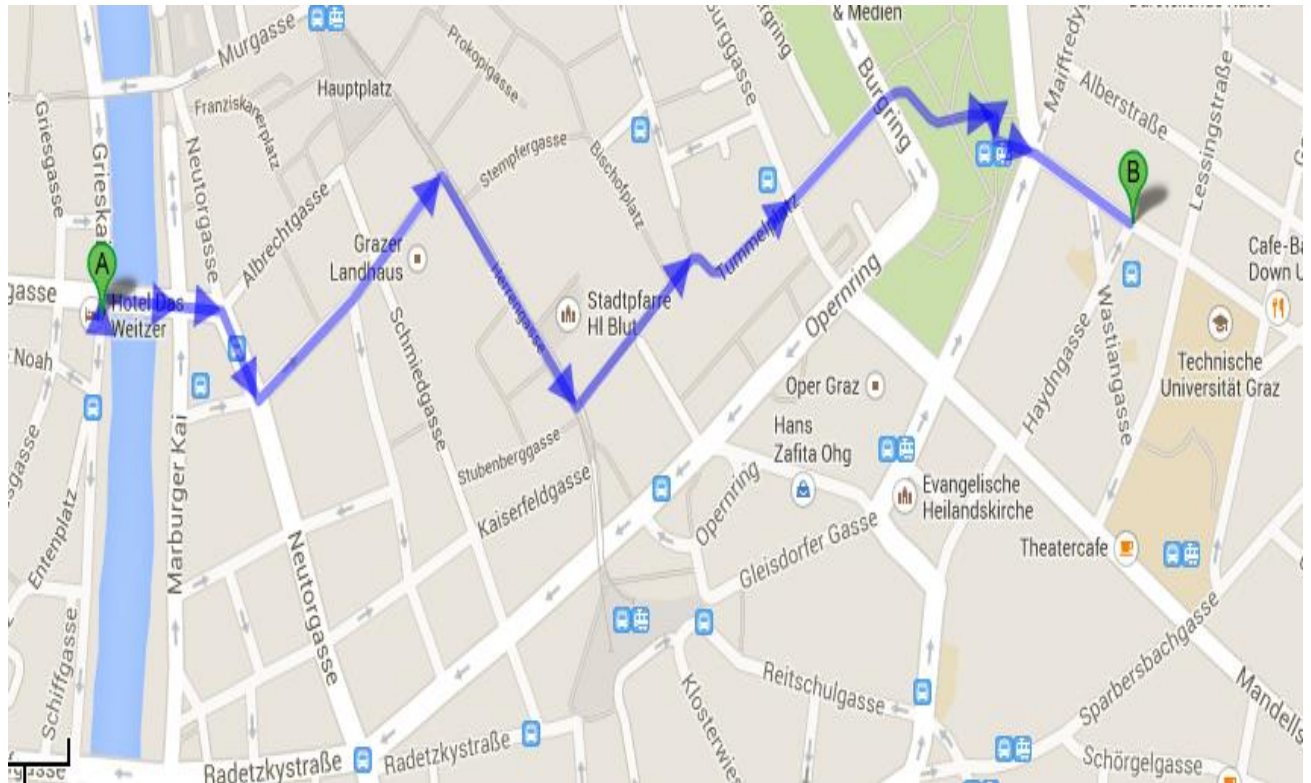 & Medien
Murgasse
Prokopigasse
Burgring
Hauptplatz
Burgring
Maiffredyg
Alberstraße
Lessingstraße
Griesgasse
Grieskai
Franziskanerplatz
Neutorgasse
Stempfergasse
Bischofplatz
Albrechtgasse
B
A
Grazer
Landhaus
Herrengasse
Tummelplatz
Cafe-Ba
Down U
gasse
Hotel Das
Weitzer
Stadtpfarre
Hl Blut
Opernring
Wastiangasse
Noah
Schmiedgasse
Technische
Universität Graz
Oper Graz
Haydngasse
Marburger Kai
Hans
Zafita Ohg
Stubenberggasse
Kaiserfeldgasse
Opernring
Evangelische
Heilandskirche
Entenplatz
Neutorgasse
Gleisdorfer Gasse
Theatercafe
Schiffgasse
Reitschulgasse
Sparbersbachgasse
Klosterwies
Mandells
Radetzkystraße
Radetzkystraße
Schörgelgasse